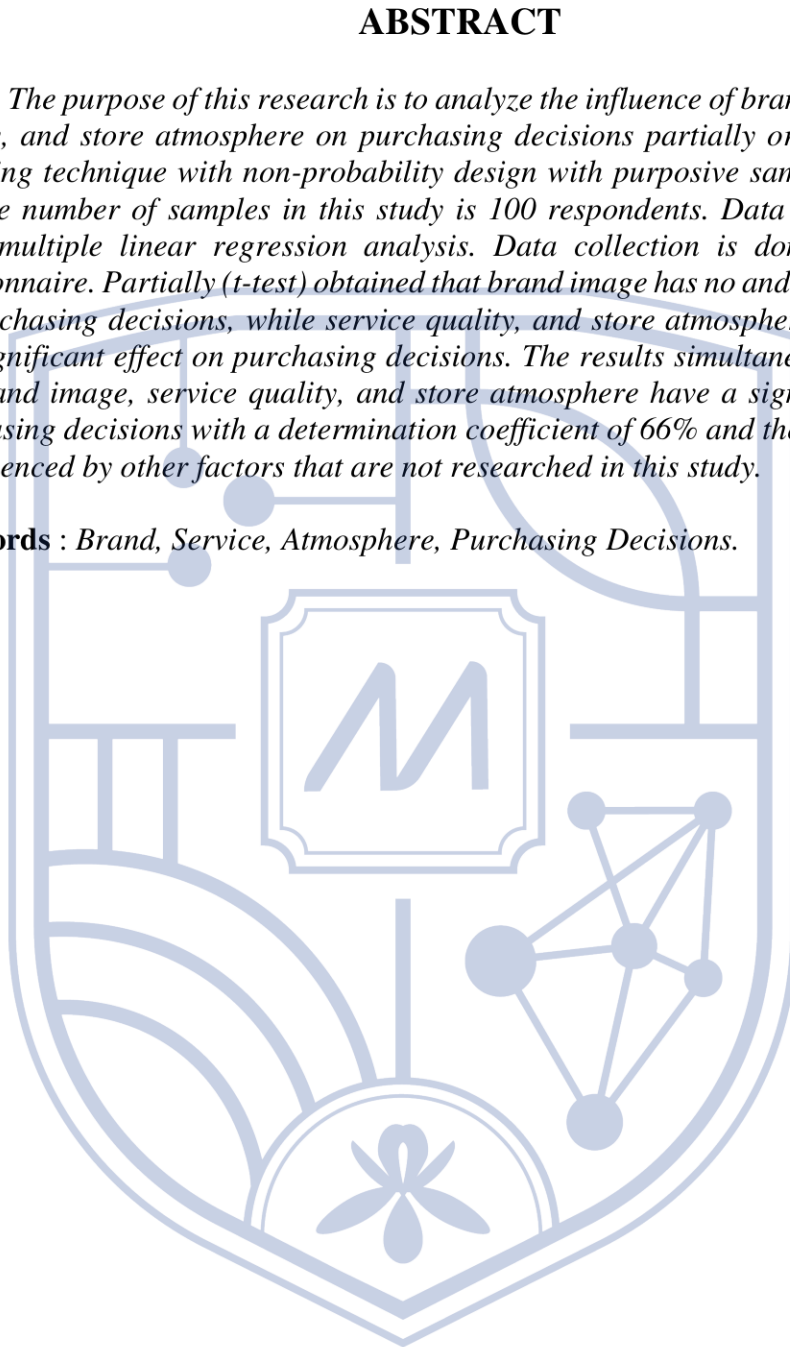 ABSTRACT
The purpose of this research is to analyze the influence of bran
, and store atmosphere on purchasing decisions partially or
ing technique with non-probability design with purposive sam
e number of samples in this study is 100 respondents. Data
multiple linear regression analysis. Data collection is don
onnaire. Partially (t-test) obtained that brand image has no and
chasing decisions, while service quality, and store atmosphe
gnificant effect on purchasing decisions. The results simultane
and image, service quality, and store atmosphere have a sign
asing decisions with a determination coefficient of 66% and the
enced by other factors that are not researched in this study.
ords : Brand, Service, Atmosphere, Purchasing Decisions.